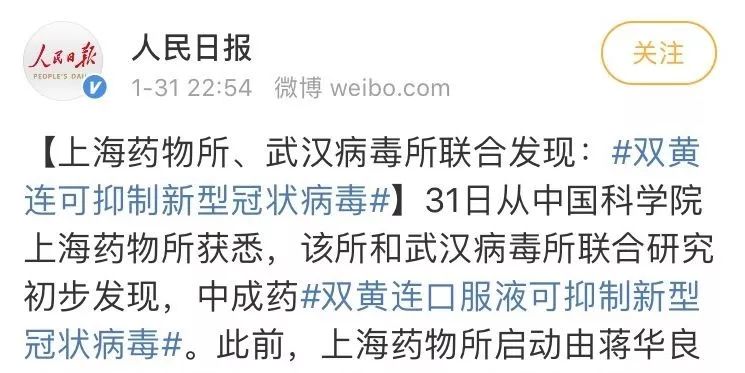 人民日报
PEOPLE'S DAILY
人民日报
1-31 22:54 微博 weibo.com
关注
【上海药物所、武汉病毒所联合发现：#双黄
连可抑制新型冠状病毒#】31日从中国科学院
上海药物所获悉，该所和武汉病毒所联合研究
初步发现，中成药#双黄连口服液可抑制新型
冠状病毒#。此前，上海药物所启动由蒋华良